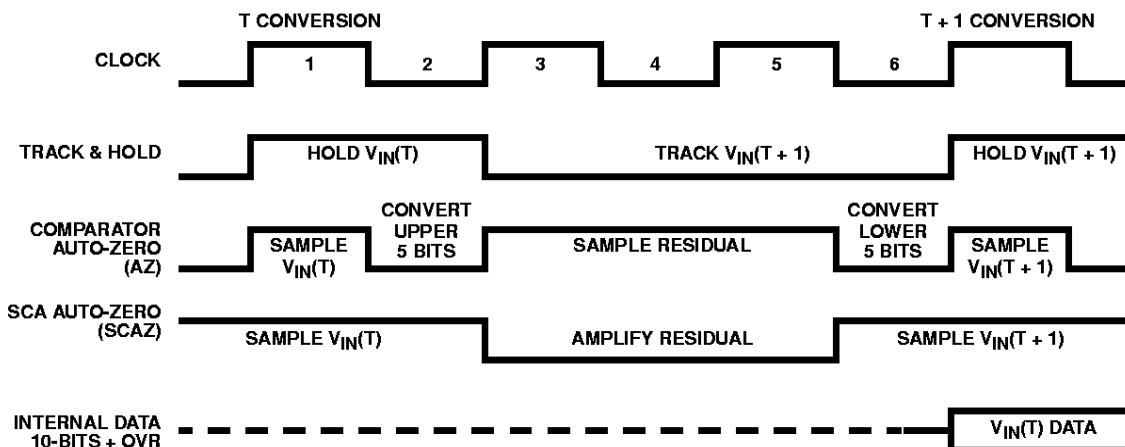 T CONVERSION
T + 1 CONVERSION
CLOCK
1
2
3
4
5
6
TRACK & HOLD
HOLD VIN(T)
TRACK VIN(T + 1)
HOLD VIN(T + 1)
COMPARATOR
AUTO-ZERO
(AZ)
SAMPLE
VIN(T)
CONVERT
UPPER
5 BITS
SAMPLE RESIDUAL
CONVERT
LOWER
5 BITS
SAMPLE
VIN(T + 1)
SCA AUTO-ZERO
(SCAZ)
SAMPLE VIN(T)
AMPLIFY RESIDUAL
SAMPLE VIN(T + 1)
INTERNAL DATA
10-BITS + OVR
VIN(T) DATA